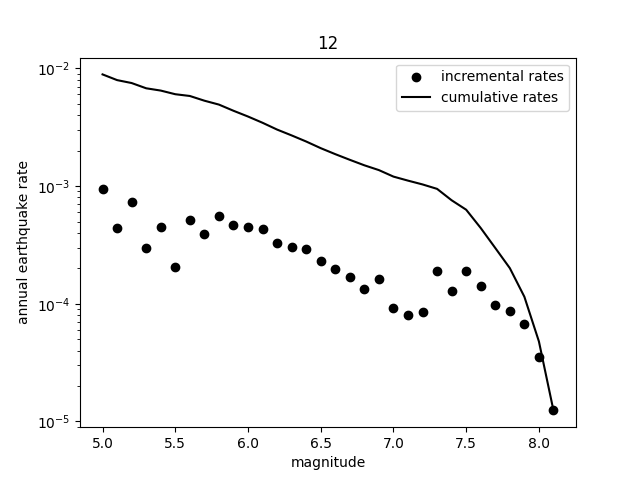 12
incremental rates
cumulative rates
annual earthquake rate
10⁻²
10⁻³
10⁻⁴
10⁻⁵
5.0 5.5 6.0 6.5 7.0 7.5 8.0
magnitude